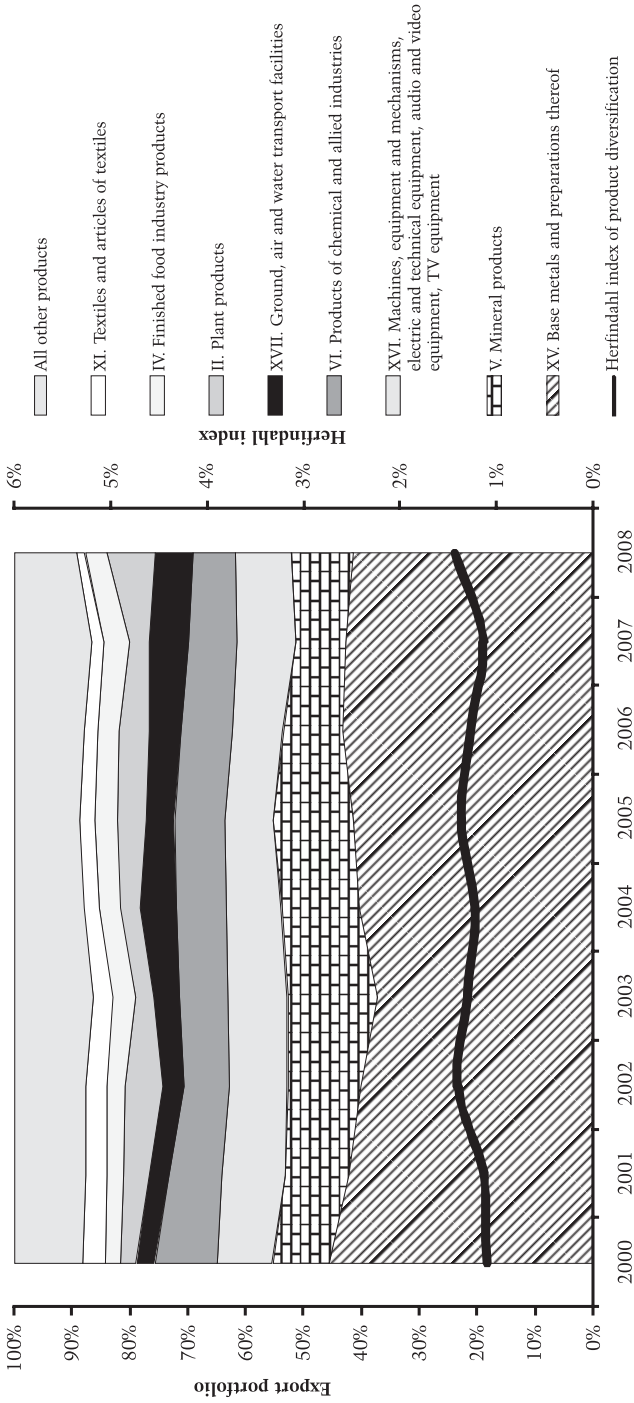 Export portfolio
100%
90%
80%
70%
60%
50%
40%
30%
20%
10%
0%
2000
2001
2002
2003
2004
2005
2006
2007
2008
6%
5%
4%
3%
2%
1%
0%
Herfindahl index
All other products
XI. Textiles and articles of textiles
IV. Finished food industry products
II. Plant products
XVII. Ground, air and water transport facilities
VI. Products of chemical and allied industries
XVI. Machines, equipment and mechanisms,
electric and technical equipment, audio and video
equipment, TV equipment
V. Mineral products
XV. Base metals and preparations thereof
Herfindahl index of product diversification